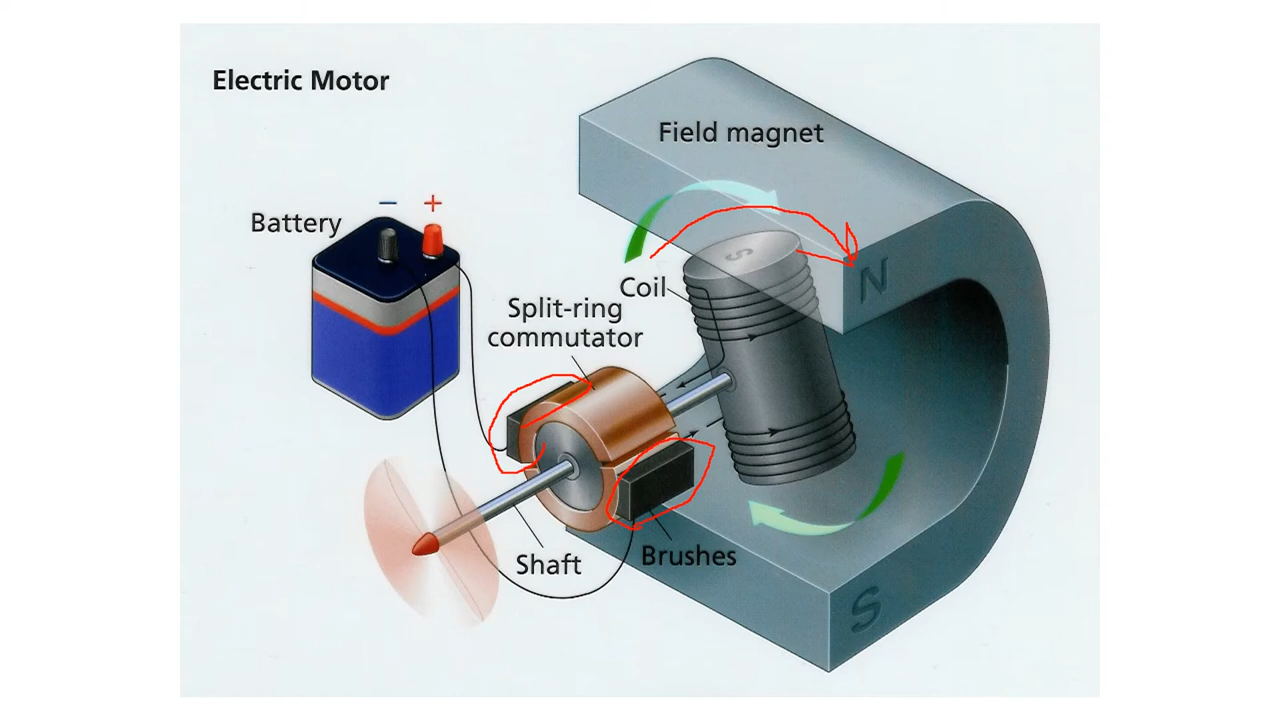 Electric Motor
Field magnet
− +
Battery
S
N
Coil
Split-ring
commutator
Shaft
Brushes
S